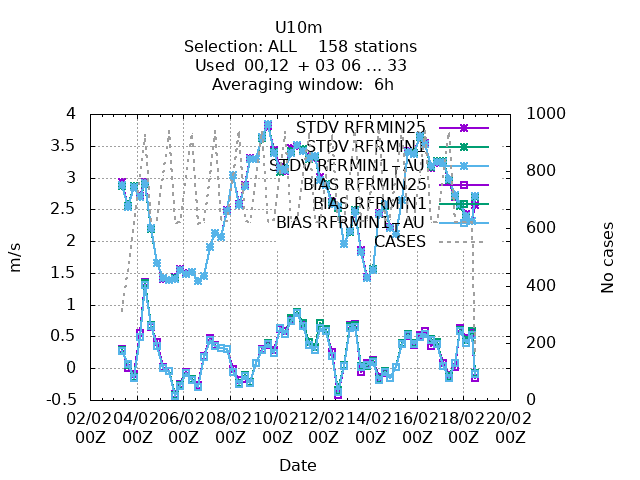 U10m
Selection: ALL    158 stations
Used  00,12  + 03 06 ... 33
Averaging window:  6h
STDV RFRMIN25
STDV RFRMIN1
STDV RFRMIN1_AU
BIAS RFRMIN25
BIAS RFRMIN1
BIAS RFRMIN1_AU
CASES
4
3.5
3
2.5
2
1.5
1
0.5
0
-0.5
m/s
1000
800
600
400
200
0
No cases
02/02 04/02 06/02 08/02 10/02 12/02 14/02 16/02 18/02 20/02
00Z 00Z 00Z 00Z 00Z 00Z 00Z 00Z 00Z 00Z
Date